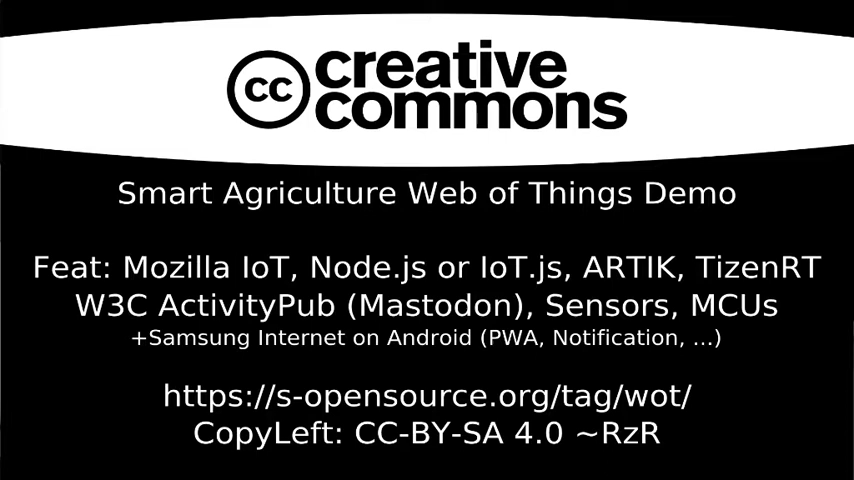 cc creative
commons
Smart Agriculture Web of Things Demo
Feat: Mozilla IoT, Node.js or IoT.js, ARTIK, TizenRT
W3C ActivityPub (Mastodon), Sensors, MCUs
+Samsung Internet on Android (PWA, Notification, ...)
https://s-opensource.org/tag/wot/
CopyLeft: CC-BY-SA 4.0 ~RzR